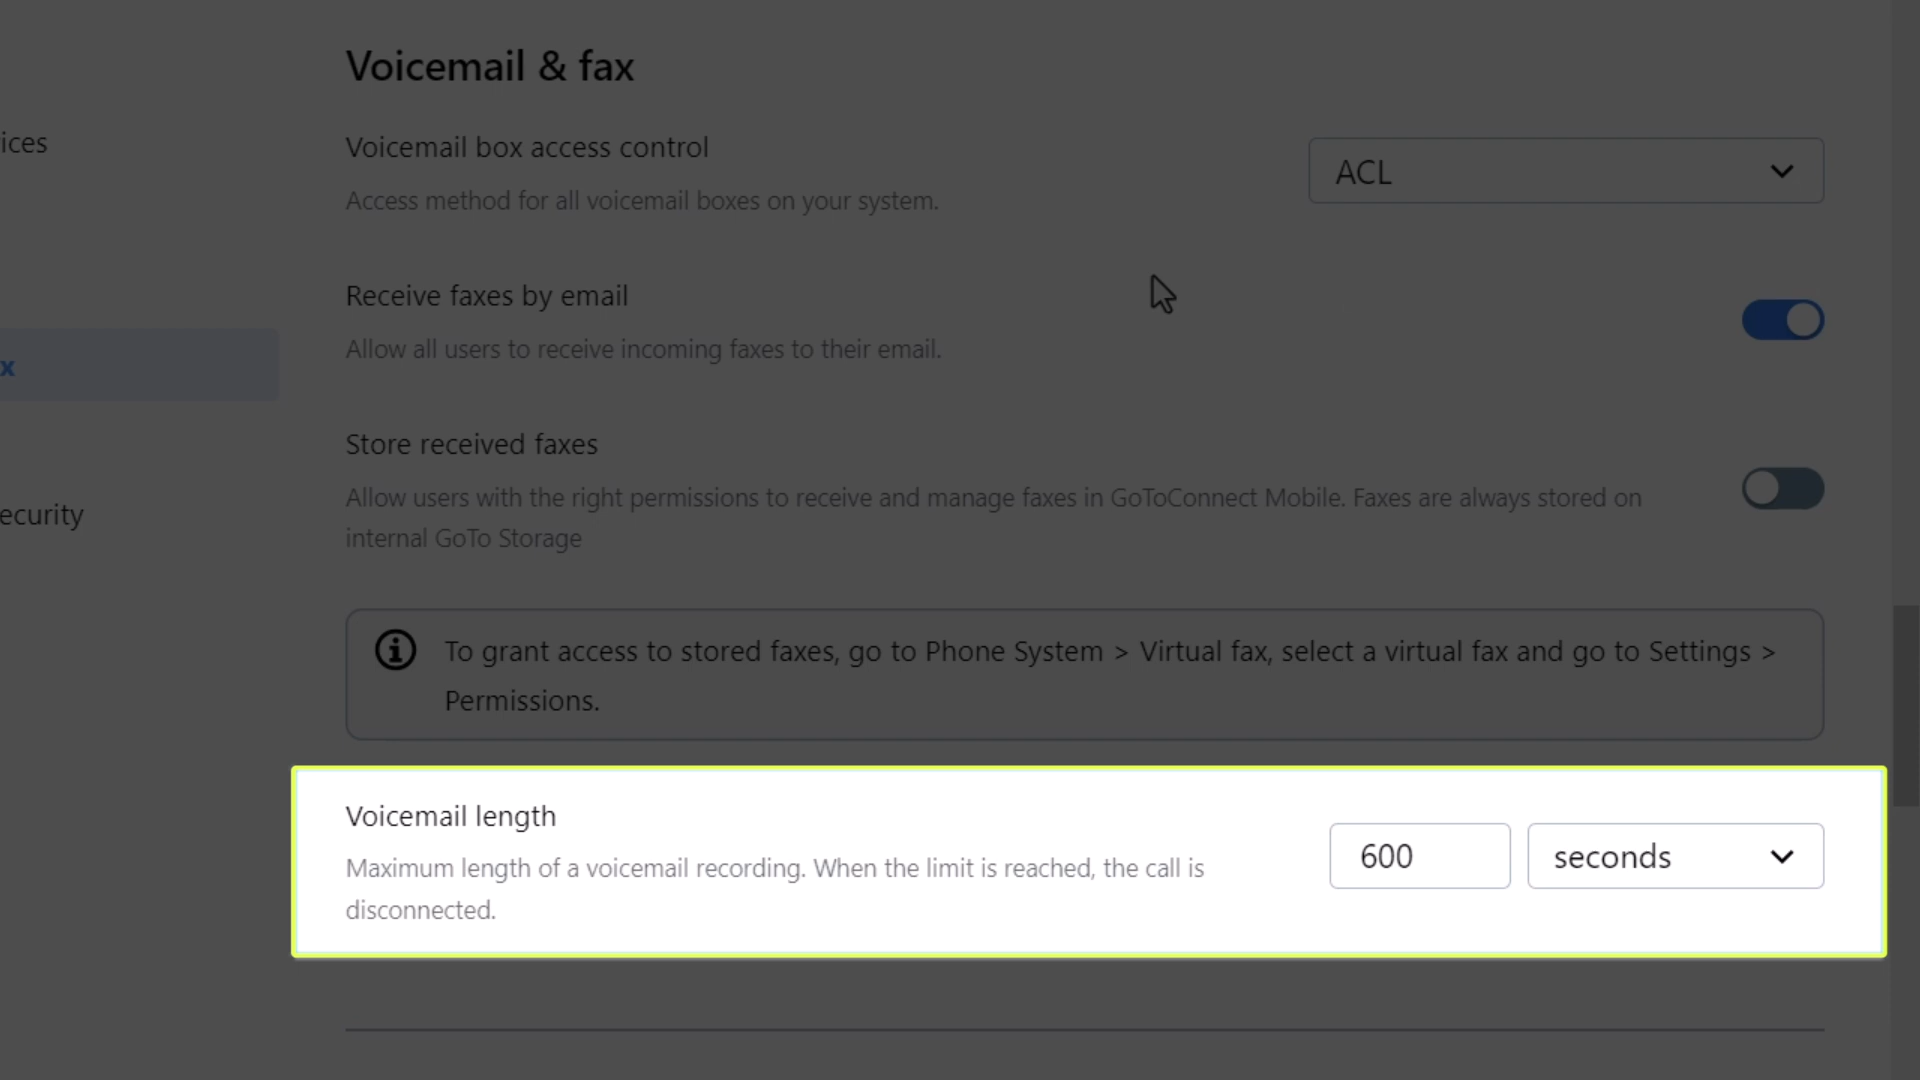 Voicemail & fax
ices
Voicemail box access control
ACL
Access method for all voicemail boxes on your system.
Receive faxes by email
Allow all users to receive incoming faxes to their email.
x
Store received faxes
Allow users with the right permissions to receive and manage faxes in GoToConnect Mobile. Faxes are always stored on
internal GoTo Storage
ecurity
To grant access to stored faxes, go to Phone System > Virtual fax, select a virtual fax and go to Settings >
Permissions.
Voicemail length
Maximum length of a voicemail recording. When the limit is reached, the call is
disconnected.
600
seconds